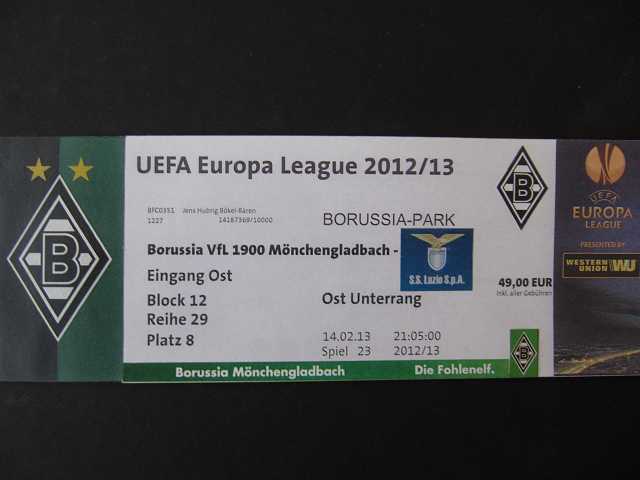 UEFA Europa League 2012/13
BFC0351 Jens Hubrig Bökel-Bären
1227 14187369/10000
BORUSSIA-PARK
Borussia VfL 1900 Mönchengladbach -
S.S. Lazio S.p.A.
Eingang Ost
49,00 EUR
inkl. aller Gebühren
Block 12
Ost Unterrang
Reihe 29
Platz 8
14.02.13 21:05:00
Spiel 23 2012/13
Borussia Mönchengladbach Die Fohlenelf.
B
B
B
UEFA
EUROPA
LEAGUE
PRESENTED BY
WESTERN
UNION WU